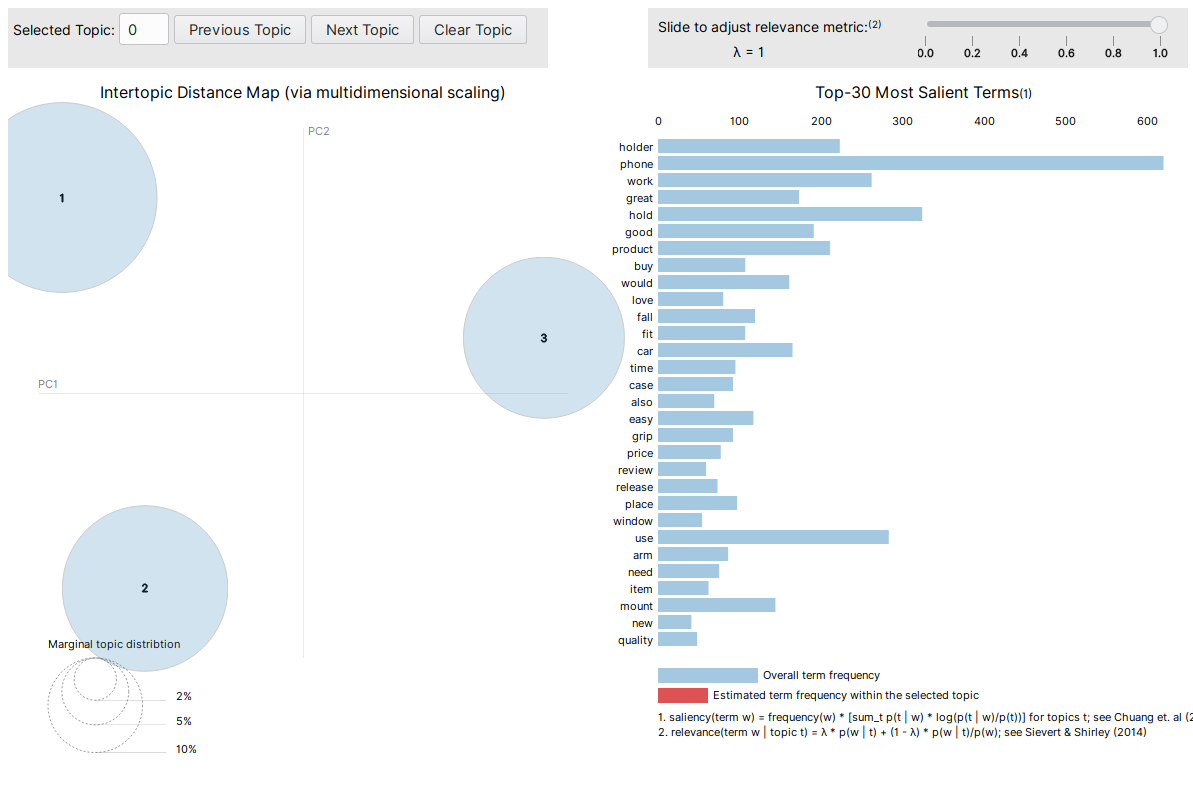 Selected Topic: 0 Previous Topic Next Topic Clear Topic
Slide to adjust relevance metric:(2)
λ = 1
0.0 0.2 0.4 0.6 0.8 1.0
Intertopic Distance Map (via multidimensional scaling)
PC2
1
3
PC1
2
Marginal topic distribtion
2%
5%
10%
Top-30 Most Salient Terms(1)
0 100 200 300 400 500 600
holder
phone
work
great
hold
good
product
buy
would
love
fall
fit
car
time
case
also
easy
grip
price
review
release
place
window
use
arm
need
item
mount
new
quality
Overall term frequency
Estimated term frequency within the selected topic
1. saliency(term w) = frequency(w) * [sum_t p(t | w) * log(p(t | w)/p(t))] for topics t; see Chuang et. al (2
2. relevance(term w | topic t) = λ * p(w | t) + (1 - λ) * p(w | t)/p(w); see Sievert & Shirley (2014)